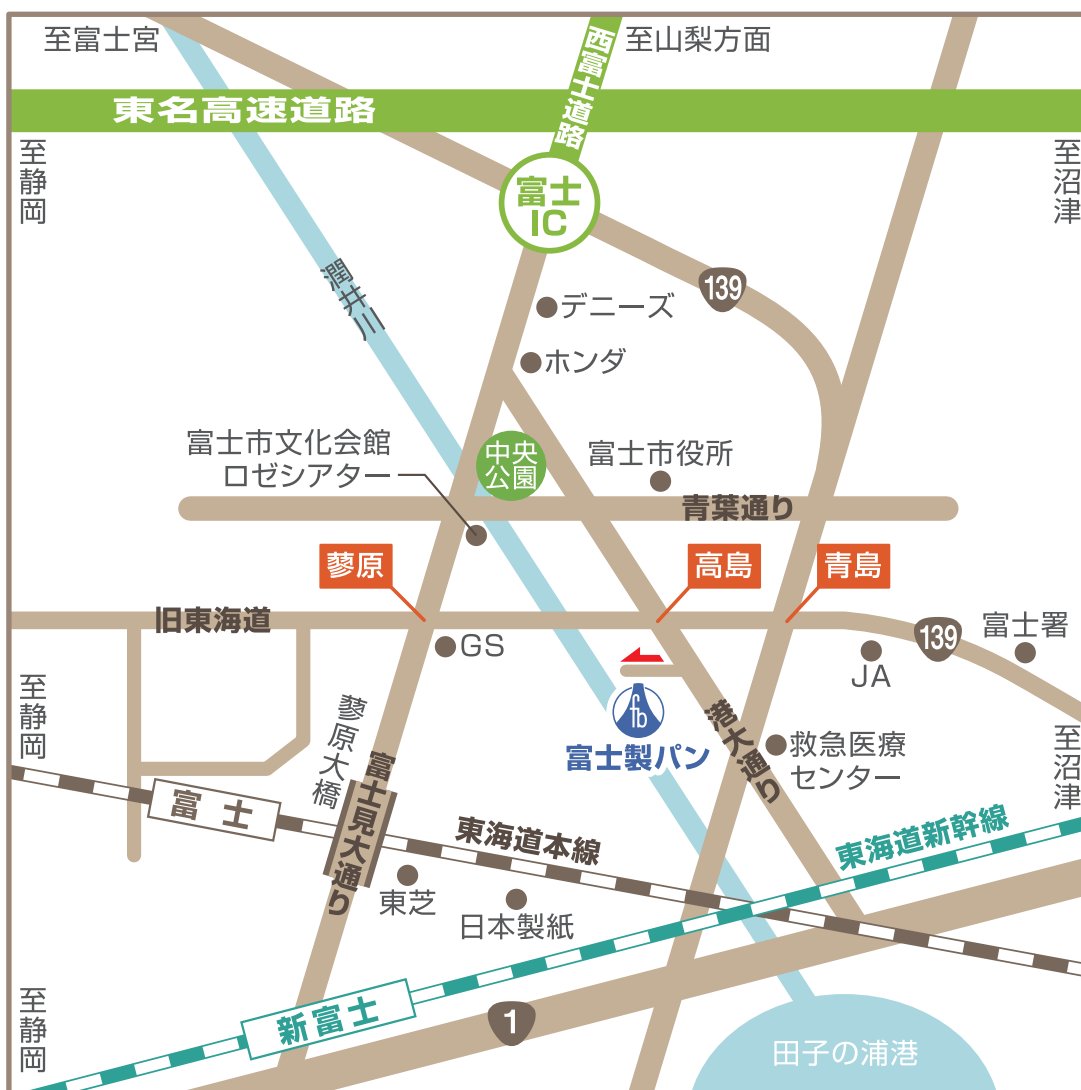 至富士宮
西富士道路
至山梨方面
東名高速道路
至静岡
至沼津
富士
IC
潤井川
139
デニーズ
ホンダ
富士市文化会館
ロゼシアター
中央
公園
富士市役所
青葉通り
蓼原
高島
青島
旧東海道
GS
139
富士署
JA
至静岡
蓼原大橋
富士見大通り
fb
富士製パン
港大通り
救急医療
センター
至沼津
富士
東海道本線
東海道新幹線
東芝
日本製紙
至静岡
新富士
1
田子の浦港